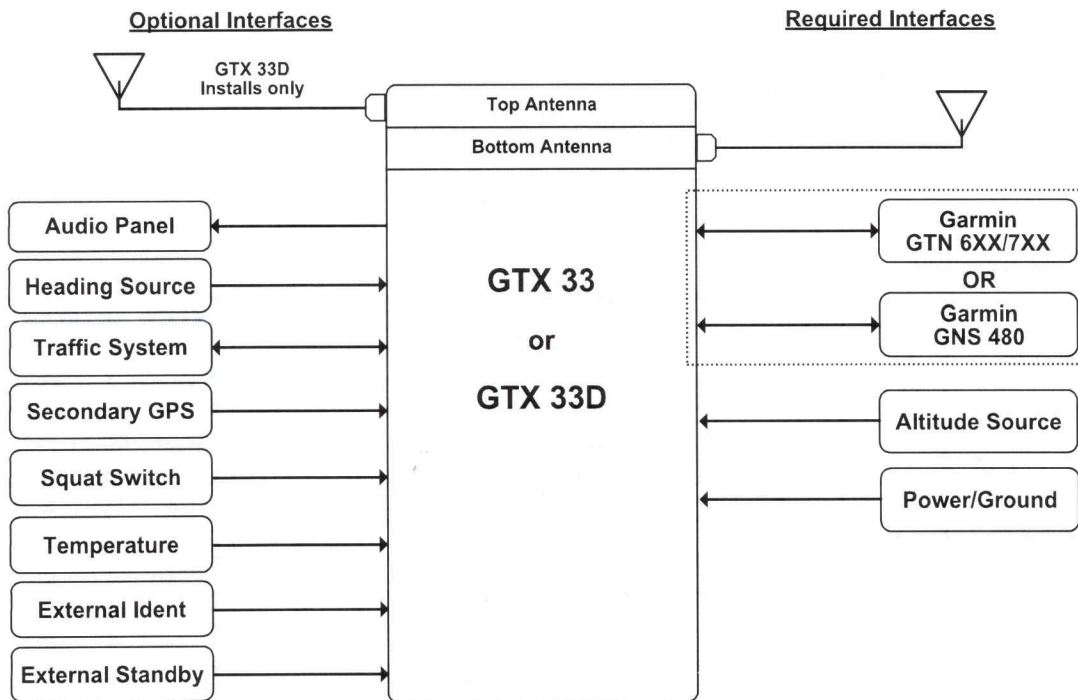 Optional Interfaces
Required Interfaces
GTX 33D
Installs only
Top Antenna
Bottom Antenna
Audio Panel
Heading Source
Traffic System
Secondary GPS
Squat Switch
Temperature
External Ident
External Standby
GTX 33
or
GTX 33D
Garmin
GTN 6XX/7XX
OR
Garmin
GNS 480
Altitude Source
Power/Ground